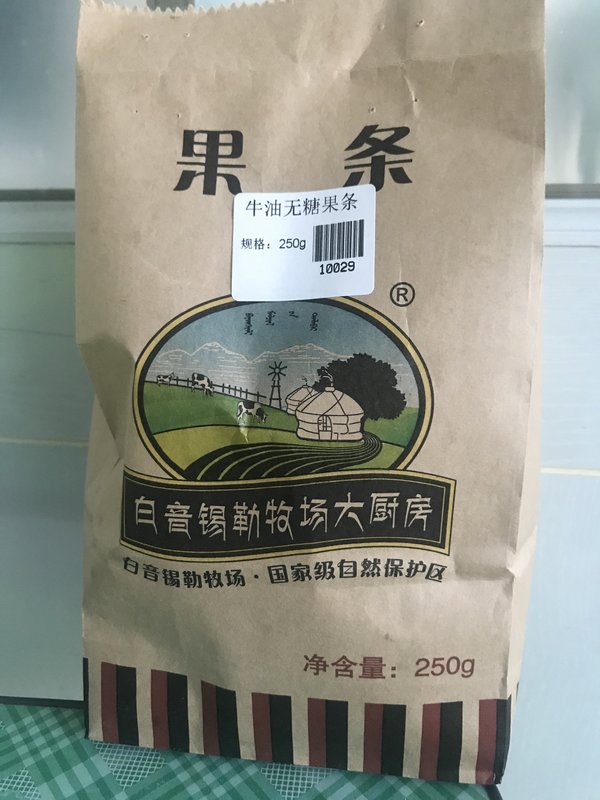 果 条
牛油无糖果条
规格：250g
10029
®
白音锡勒牧场大厨房
白音锡勒牧场·国家级自然保护区
净含量：250g